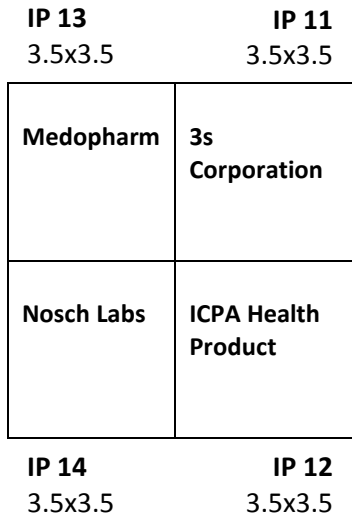 IP 13 IP 11
3.5x3.5 3.5x3.5
Medopharm 3s
Corporation
Nosch Labs ICPA Health
Product
IP 14 IP 12
3.5x3.5 3.5x3.5